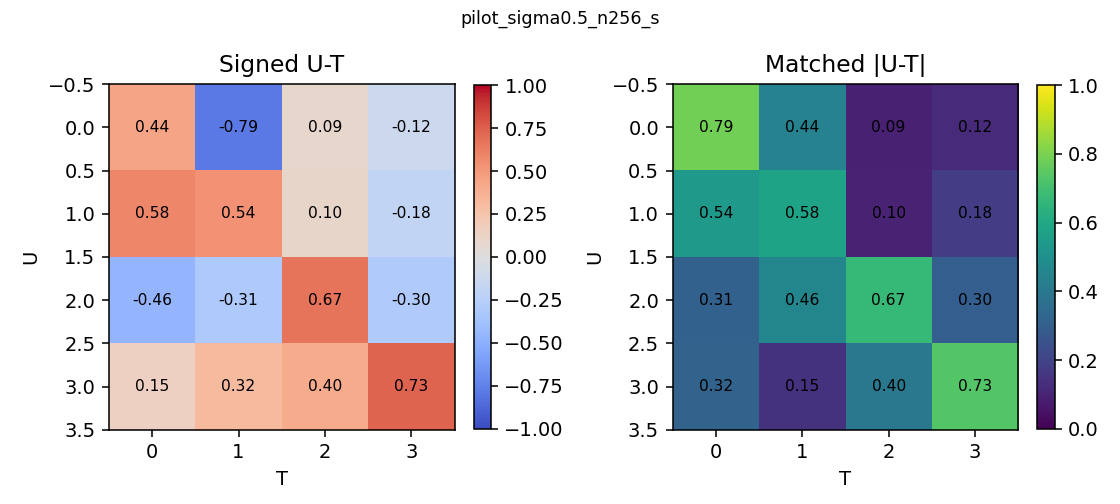 pilot_sigma0.5_n256_s
Signed U-T
Matched |U-T|
−0.5
0.0
0.5
1.0
1.5
2.0
2.5
3.0
3.5
U
0.44 -0.79 0.09 -0.12
0.58 0.54 0.10 -0.18
-0.46 -0.31 0.67 -0.30
0.15 0.32 0.40 0.73
0 1 2 3
T
1.00
0.75
0.50
0.25
0.00
−0.25
−0.50
−0.75
−1.00
−0.5
0.0
0.5
1.0
1.5
2.0
2.5
3.0
3.5
U
0.79 0.44 0.09 0.12
0.54 0.58 0.10 0.18
0.31 0.46 0.67 0.30
0.32 0.15 0.40 0.73
0 1 2 3
T
1.0
0.8
0.6
0.4
0.2
0.0